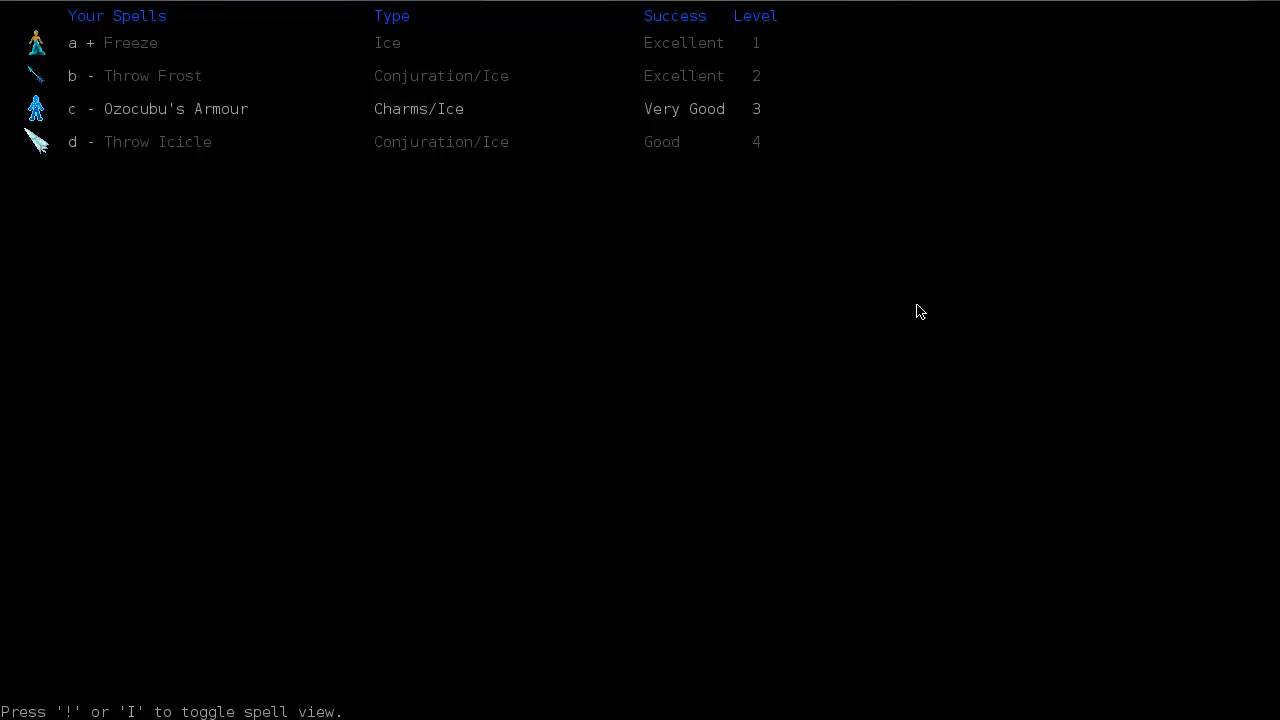 Your Spells Type Success Level
a + Freeze Ice Excellent 1
b - Throw Frost Conjuration/Ice Excellent 2
c - Ozocubu's Armour Charms/Ice Very Good 3
d - Throw Icicle Conjuration/Ice Good 4
Press '!' or 'I' to toggle spell view.